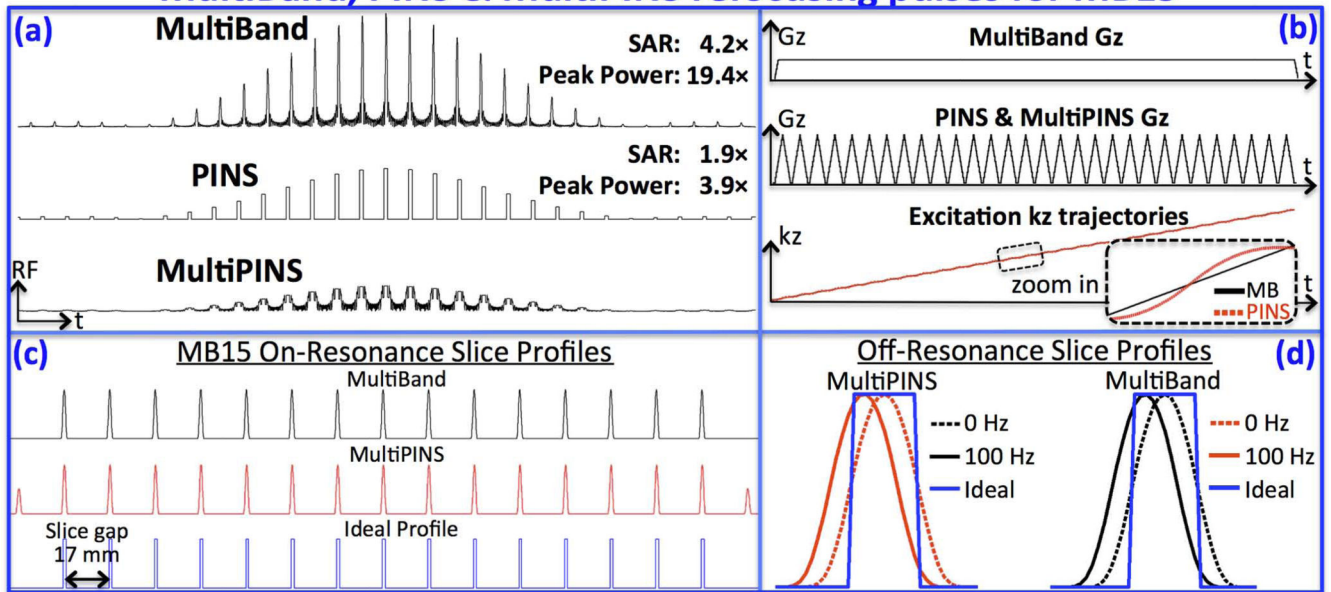 (a)
MultiBand
SAR: 4.2×
Peak Power: 19.4×
PINS
SAR: 1.9×
Peak Power: 3.9×
MultiPINS
RF
t
(b)
Gz
MultiBand Gz
t
Gz
PINS & MultiPINS Gz
t
Excitation kz trajectories
kz
zoom in
MB
PINS
t
(c)
MB15 On-Resonance Slice Profiles
MultiBand
MultiPINS
Ideal Profile
Slice gap
17 mm
(d)
Off-Resonance Slice Profiles
MultiPINS
0 Hz
100 Hz
Ideal
MultiBand
0 Hz
100 Hz
Ideal